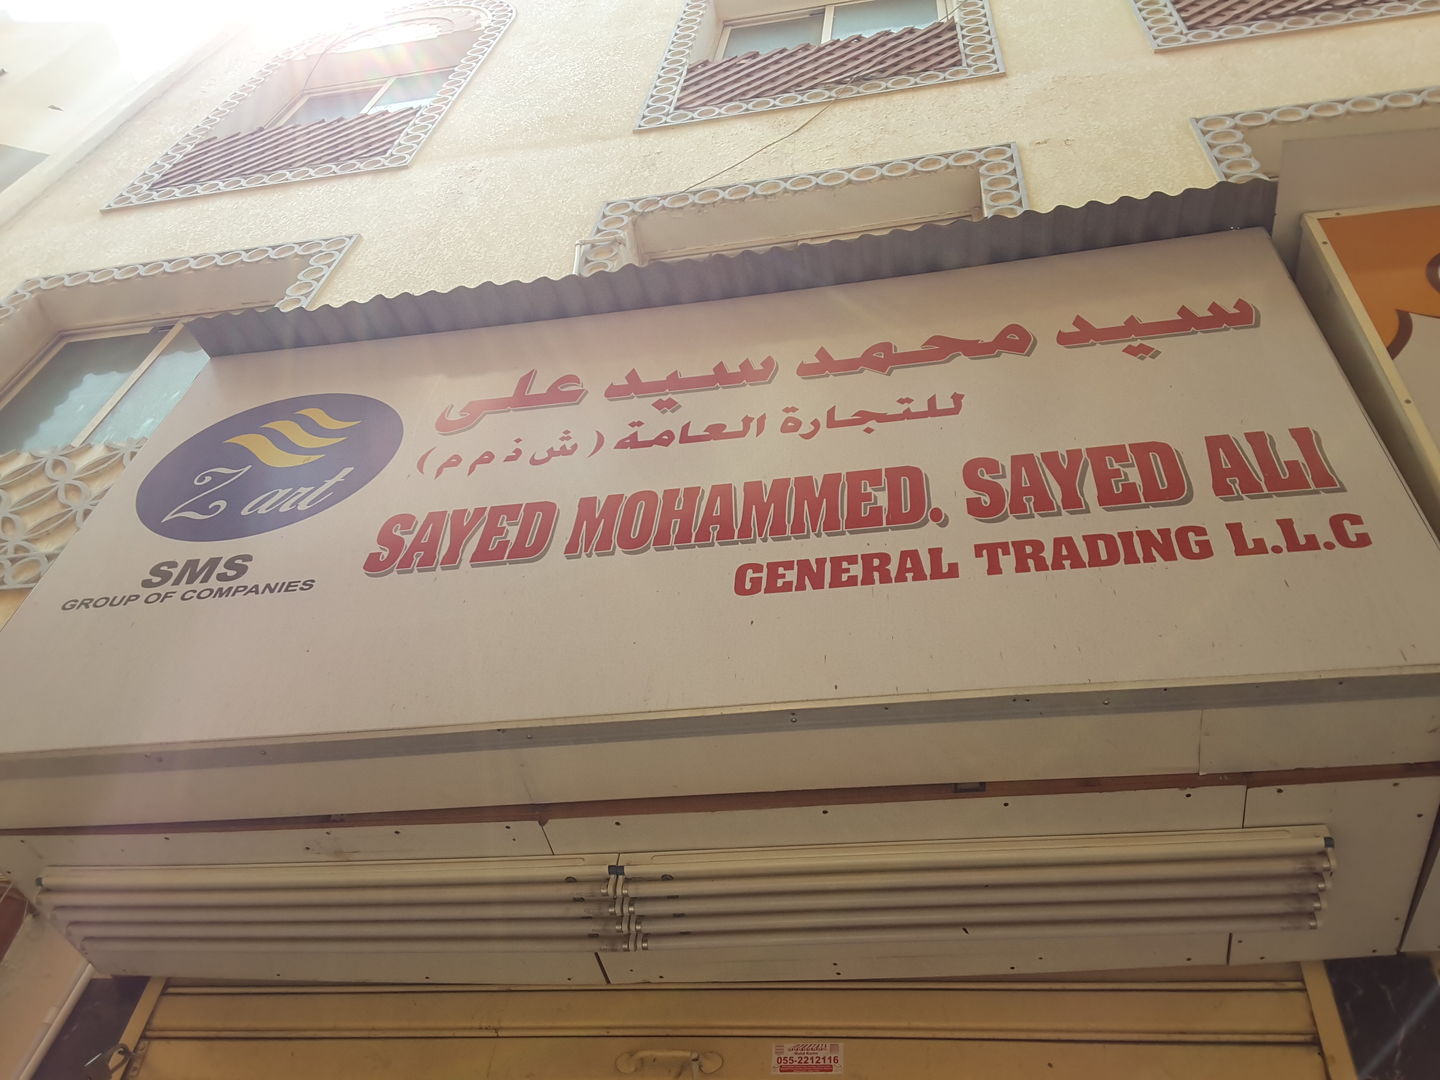 سيد محمد سيد على
للتجارة العامة (ش ذ م م)
SAYED MOHAMMED. SAYED ALI
GENERAL TRADING L.L.C
Zart
SMS
GROUP OF COMPANIES
055-2212116